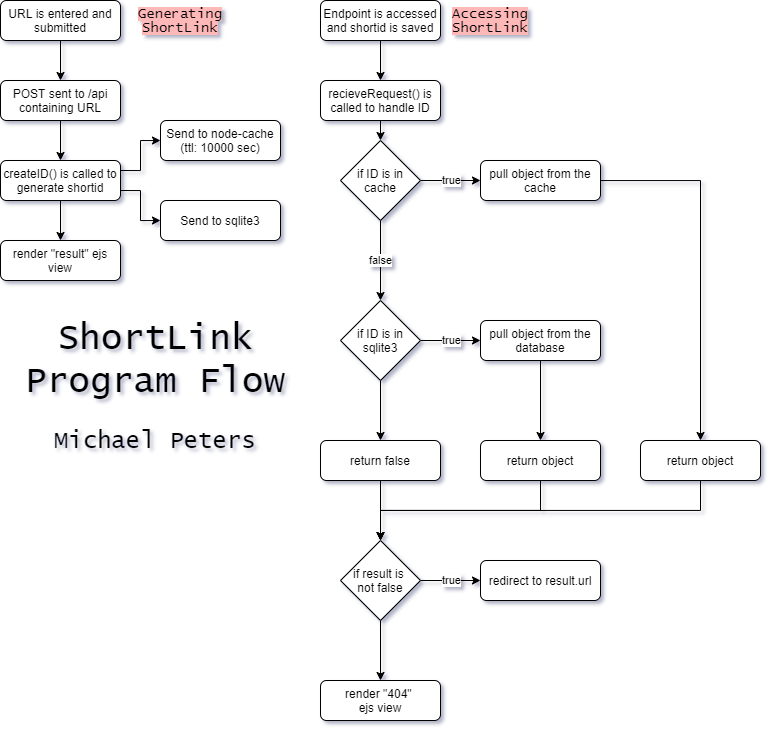 URL is entered and
submitted
Generating
ShortLink
POST sent to /api
containing URL
createID() is called to
generate shortid
Send to node-cache
(ttl: 10000 sec)
Send to sqlite3
render "result" ejs
view
ShortLink
Program Flow
Michael Peters
Endpoint is accessed
and shortid is saved
Accessing
ShortLink
recieveRequest() is
called to handle ID
if ID is in
cache
true
pull object from the
cache
false
if ID is in
sqlite3
true
pull object from the
database
return false
return object
return object
if result is
not false
true
redirect to result.url
render "404"
ejs view